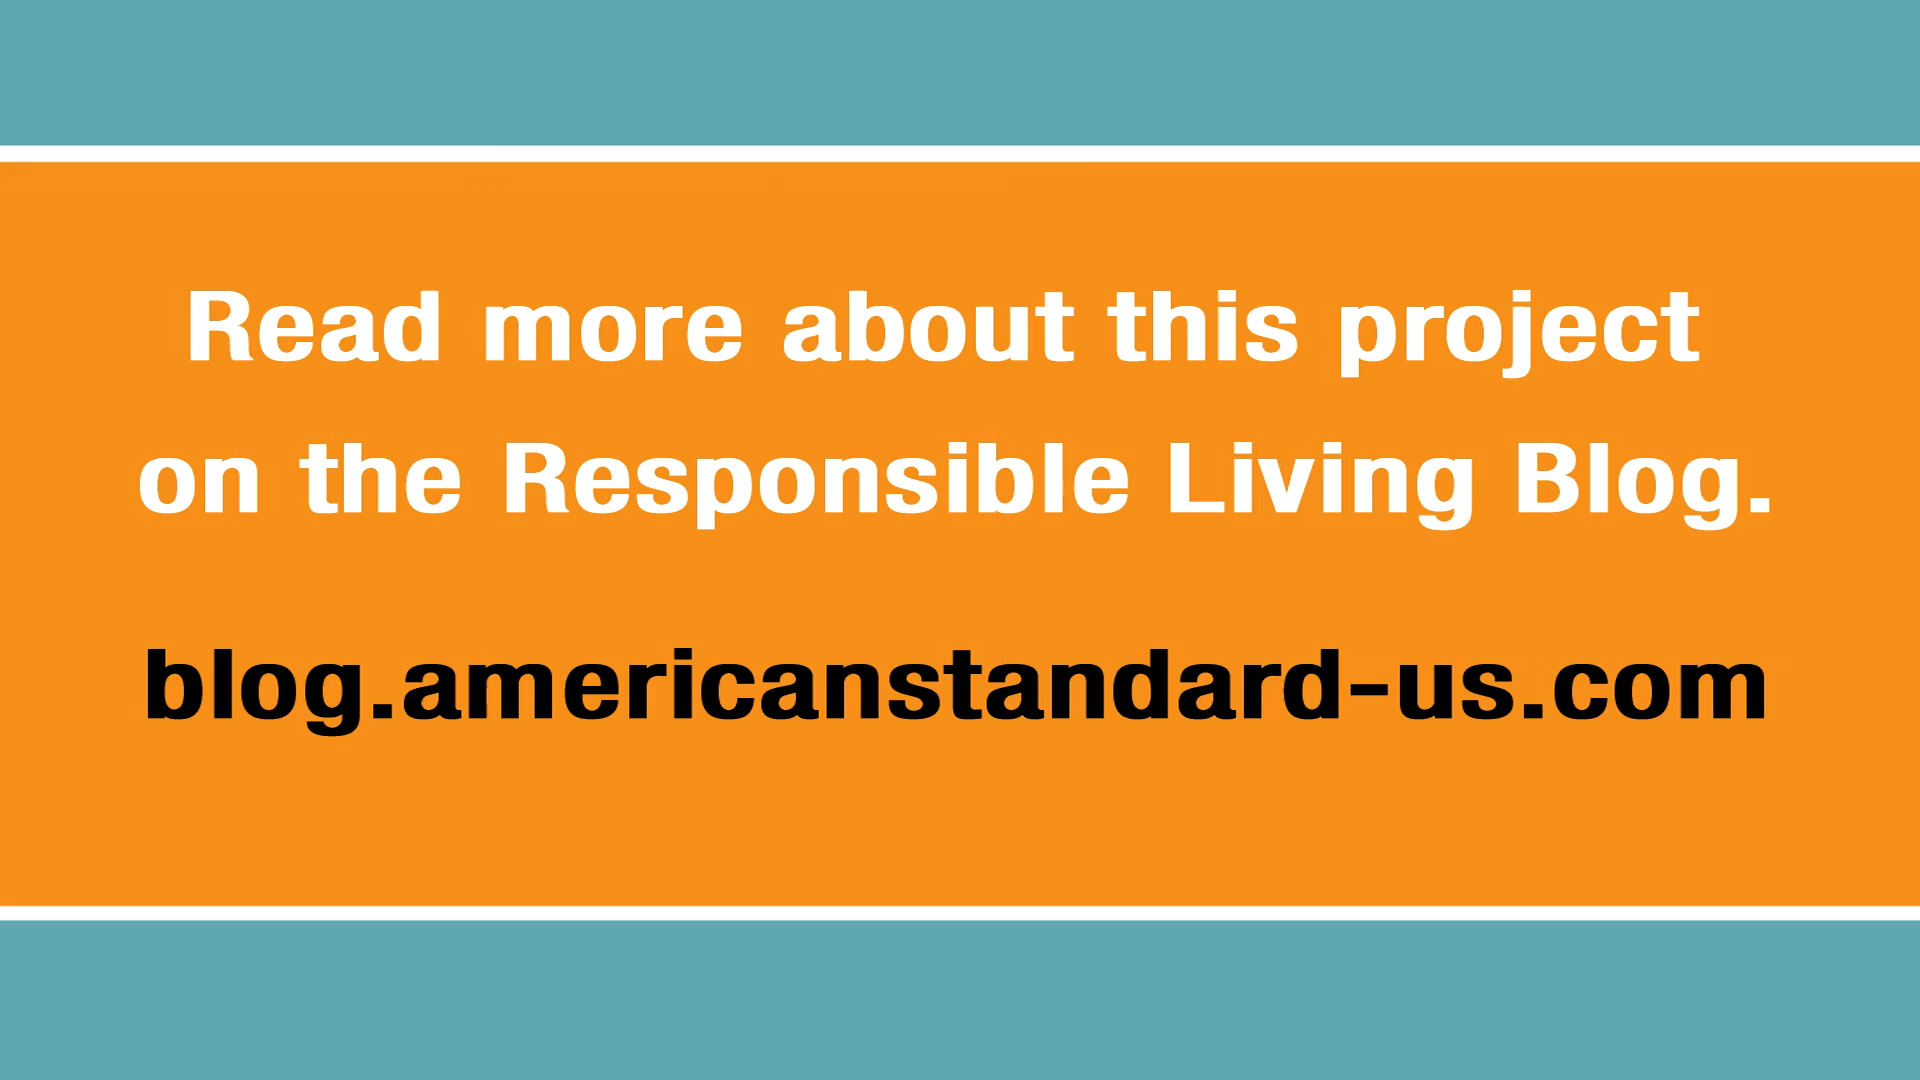 Read more about this project
on the Responsible Living Blog.
blog.americanstandard-us.com